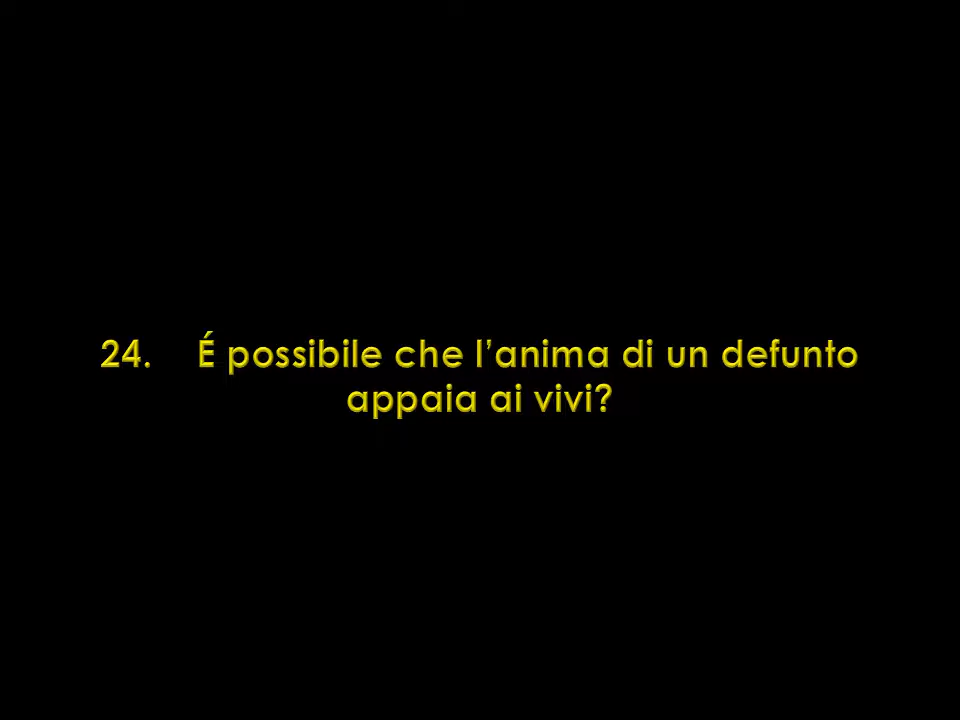 24. É possibile che l’anima di un defunto
appaia ai vivi?